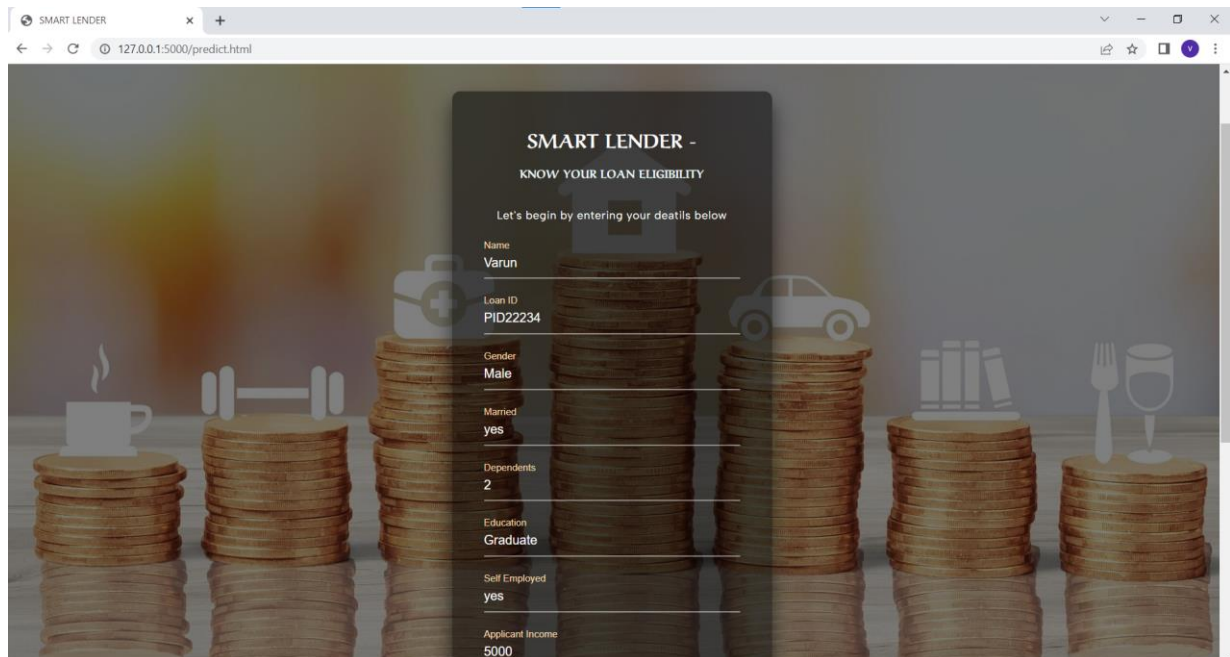 SMART LENDER
127.0.0.1:5000/predict.html
V
SMART LENDER -
KNOW YOUR LOAN ELIGIBILITY
Let's begin by entering your deatils below
Name
Varun
Loan ID
PID22234
Gender
Male
Married
yes
Dependents
2
Education
Graduate
Self Employed
yes
Applicant Income
5000